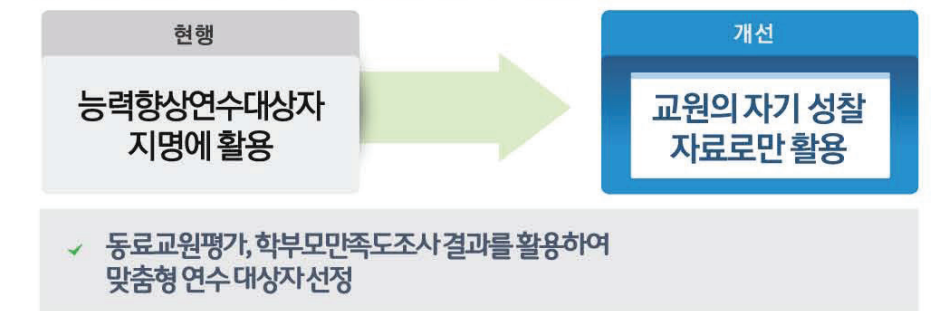 현행
능력향상연수대상자
지명에 활용
개선
교원의 자기 성찰
자료로만 활용
동료교원평가, 학부모만족도조사 결과를 활용하여
맞춤형 연수 대상자 선정